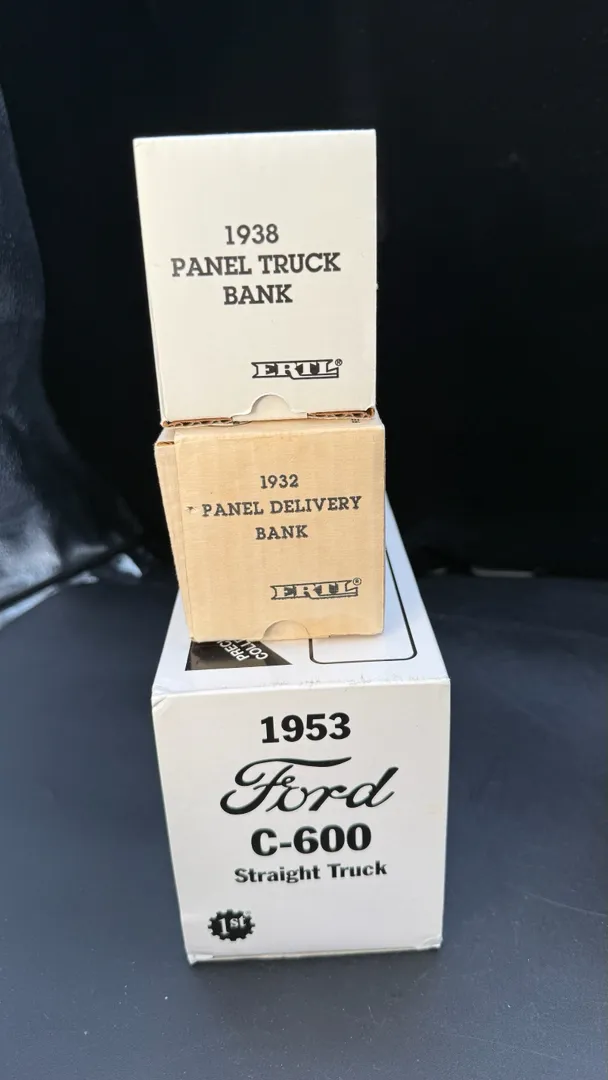 1938
PANEL TRUCK
BANK
ERTL®
1932
PANEL DELIVERY
BANK
ERTL®
1953
Ford
C-600
Straight Truck
1st